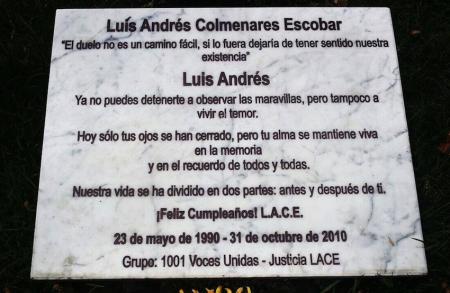 Luís Andrés Colmenares Escobar
"El duelo no es un camino fácil, si lo fuera dejaria de tener sentido nuestra
existencia"
Luis Andrés
Ya no puedes detenerte a observar las maravillas, pero tampoco a
vivir el temor.
Hoy sólo tus ojos se han cerrado, pero tu alma se mantiene viva
en la memoria
y en el recuerdo de todos y todas.
Nuestra vida se ha dividido en dos partes: antes y después de ti.
¡Feliz Cumpleaños! L.A.C.E.
23 de mayo de 1990 - 31 de octubre de 2010
Grupo: 1001 Voces Unidas - Justicia LACE